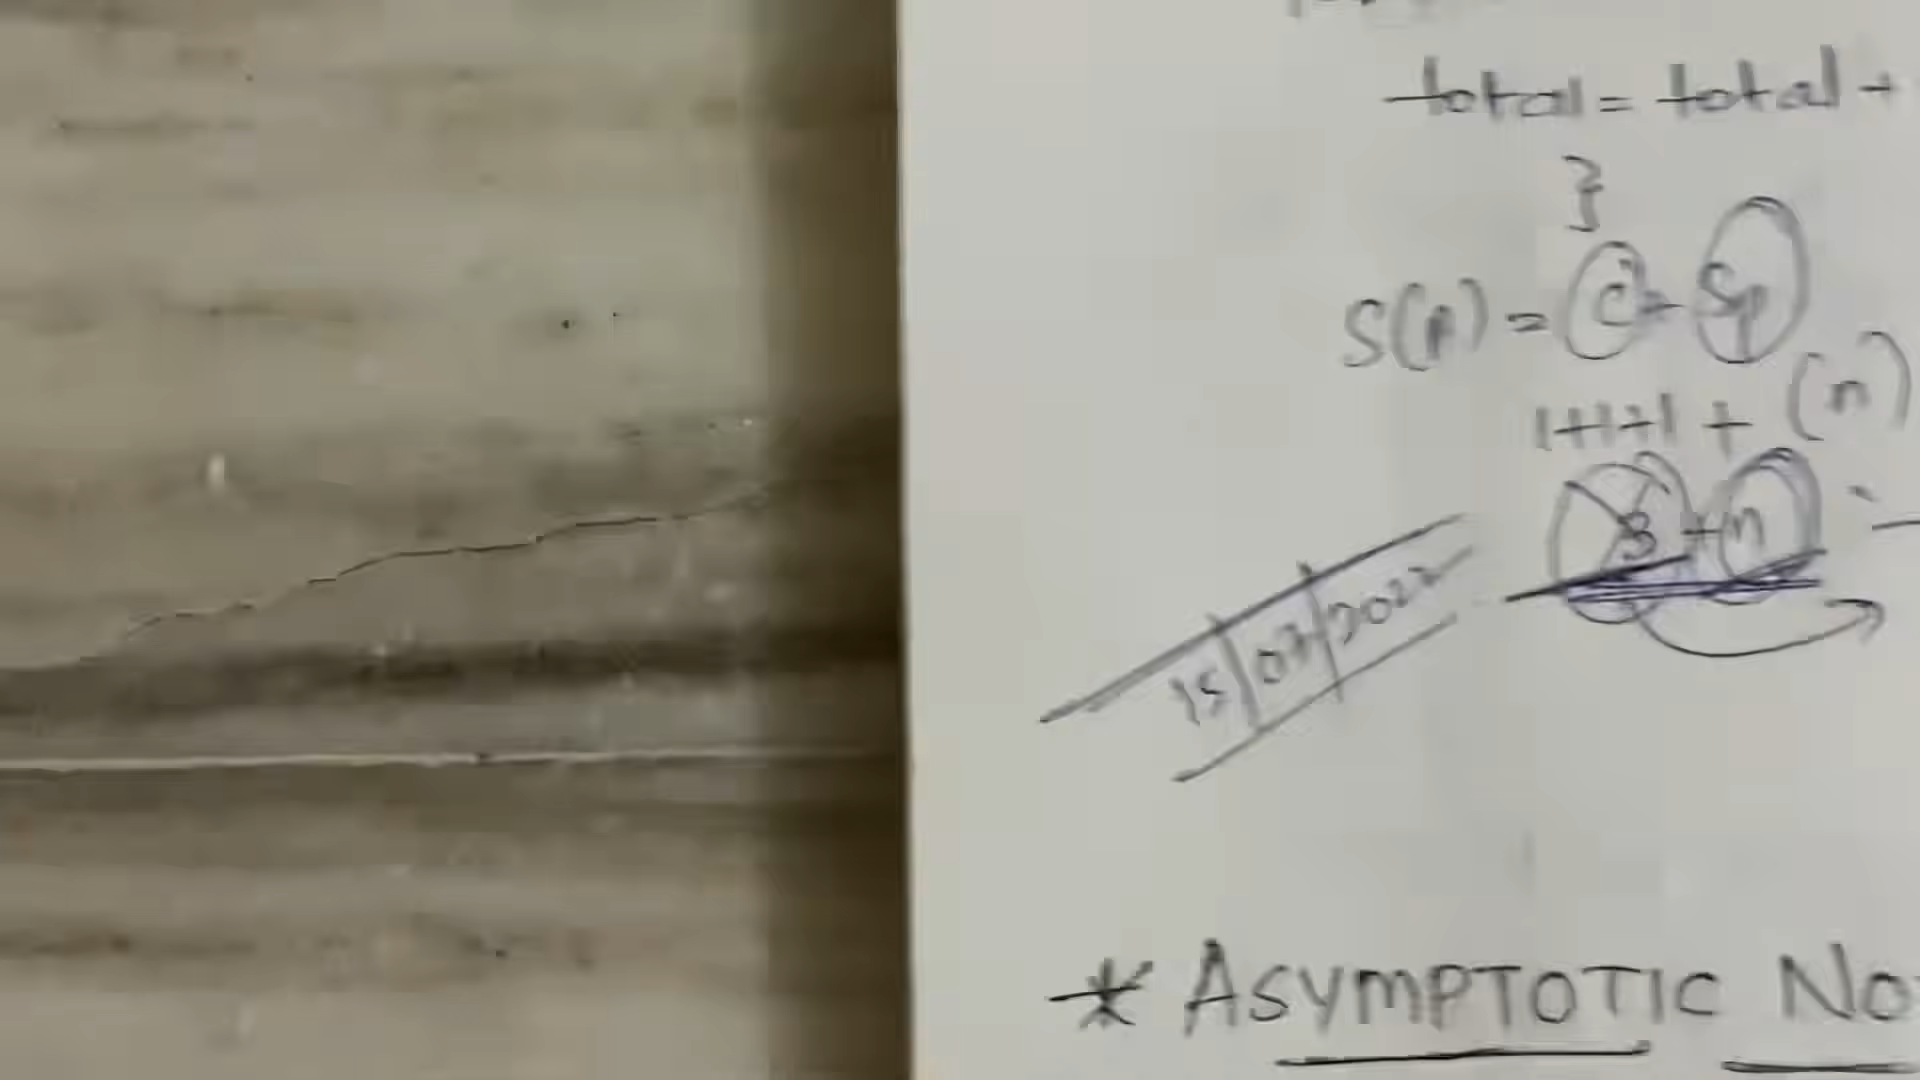 total = total +
}
S(P) = C + Sp
1+1+1 + (n)
3 + n
15/07/2022
* ASYMPTOTIC NO